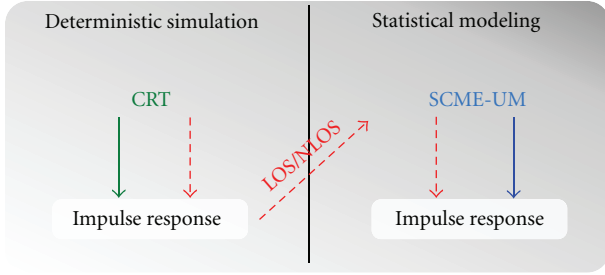 Deterministic simulation
Statistical modeling
CRT
SCME-UM
LOS/NLOS
Impulse response
Impulse response